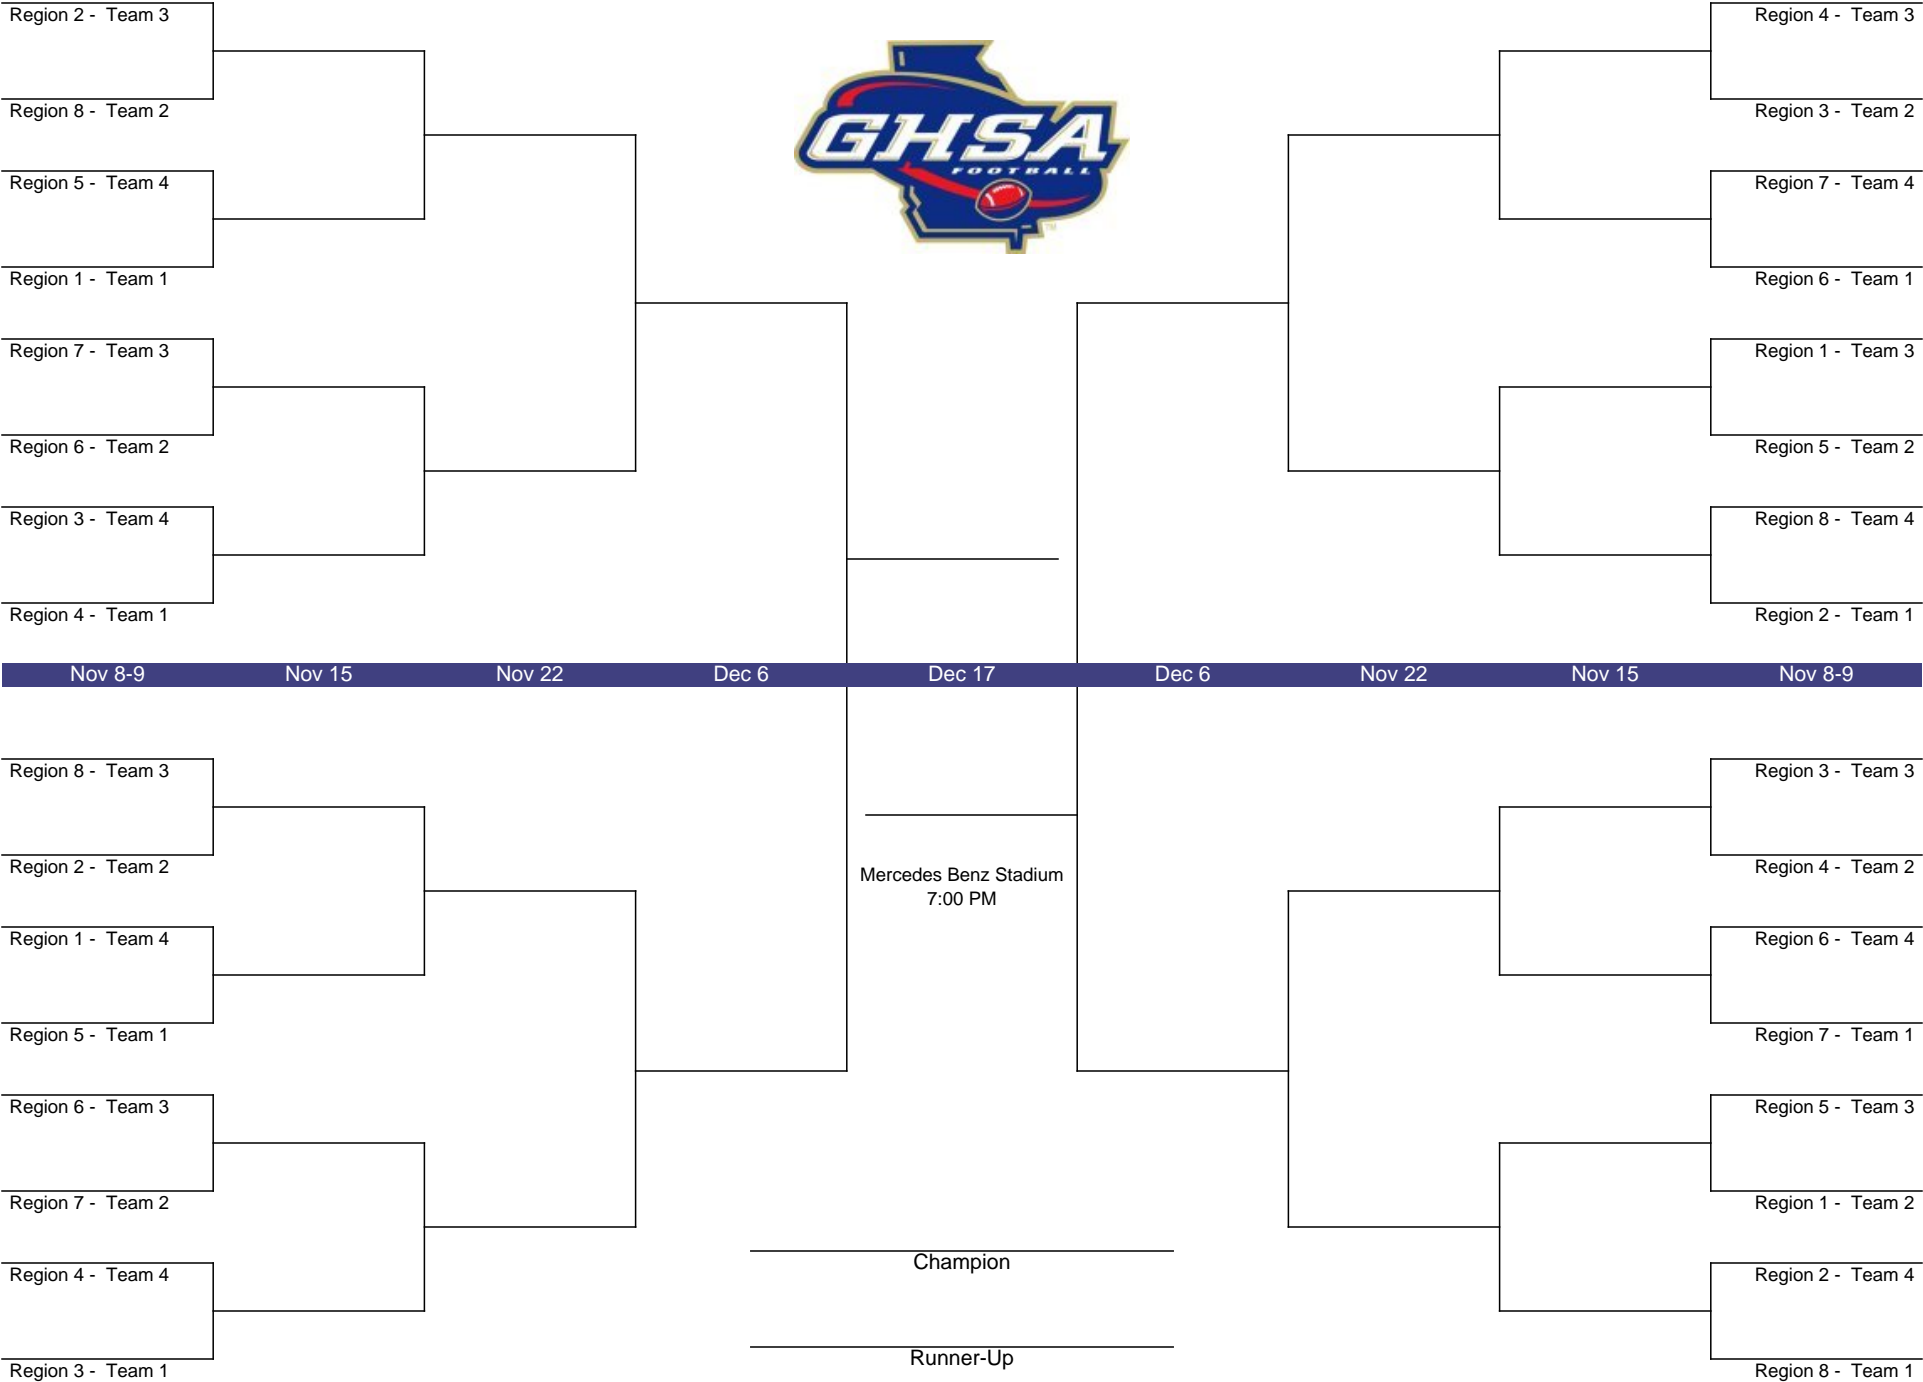 Region 2 - Team 3
Region 8 - Team 2
Region 5 - Team 4
Region 1 - Team 1
Region 7 - Team 3
Region 6 - Team 2
Region 3 - Team 4
Region 4 - Team 1
GHSA
FOOTBALL
TM
Region 4 - Team 3
Region 3 - Team 2
Region 7 - Team 4
Region 6 - Team 1
Region 1 - Team 3
Region 5 - Team 2
Region 8 - Team 4
Region 2 - Team 1
Nov 8-9 Nov 15 Nov 22 Dec 6 Dec 17 Dec 6 Nov 22 Nov 15 Nov 8-9
Region 8 - Team 3
Region 2 - Team 2
Region 1 - Team 4
Region 5 - Team 1
Region 6 - Team 3
Region 7 - Team 2
Region 4 - Team 4
Region 3 - Team 1
Mercedes Benz Stadium
7:00 PM
Champion
Runner-Up
Region 3 - Team 3
Region 4 - Team 2
Region 6 - Team 4
Region 7 - Team 1
Region 5 - Team 3
Region 1 - Team 2
Region 2 - Team 4
Region 8 - Team 1